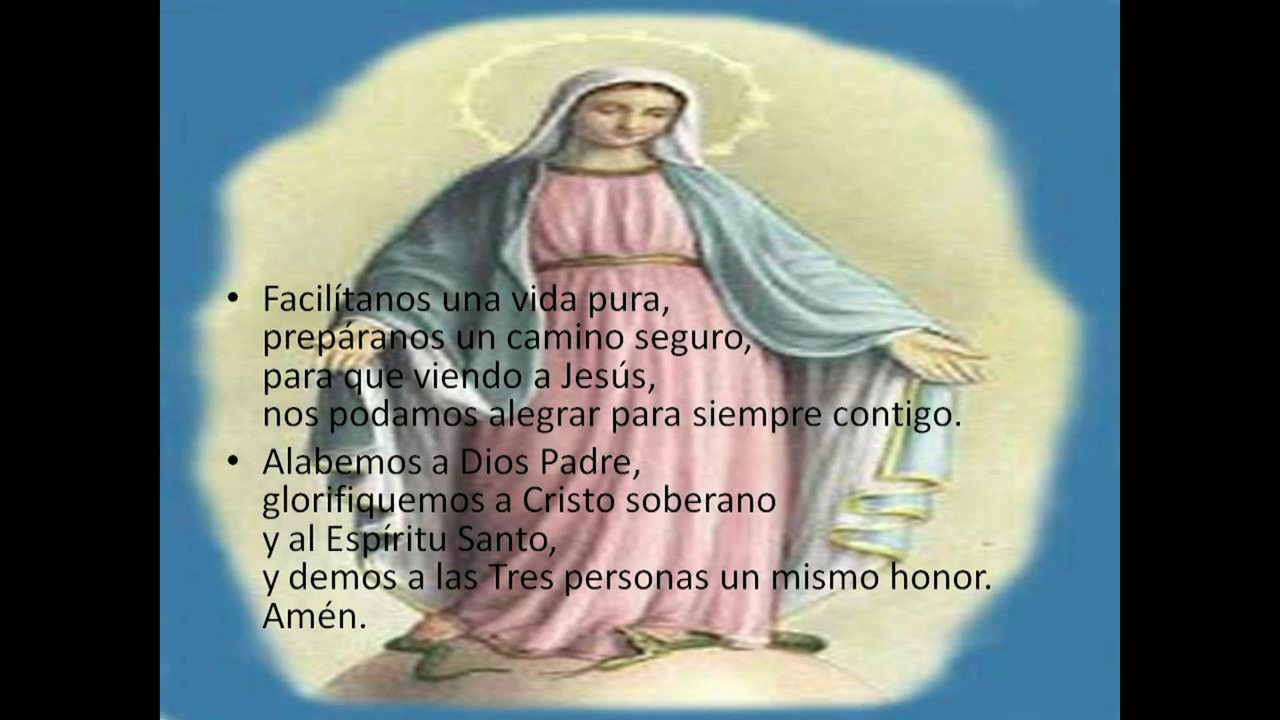 • Facilítanos una vida pura,
prepáranos un camino seguro,
para que viendo a Jesús,
nos podamos alegrar para siempre contigo.
• Alabemos a Dios Padre,
glorifiquemos a Cristo soberano
y al Espíritu Santo,
y demos a las Tres personas un mismo honor.
Amén.